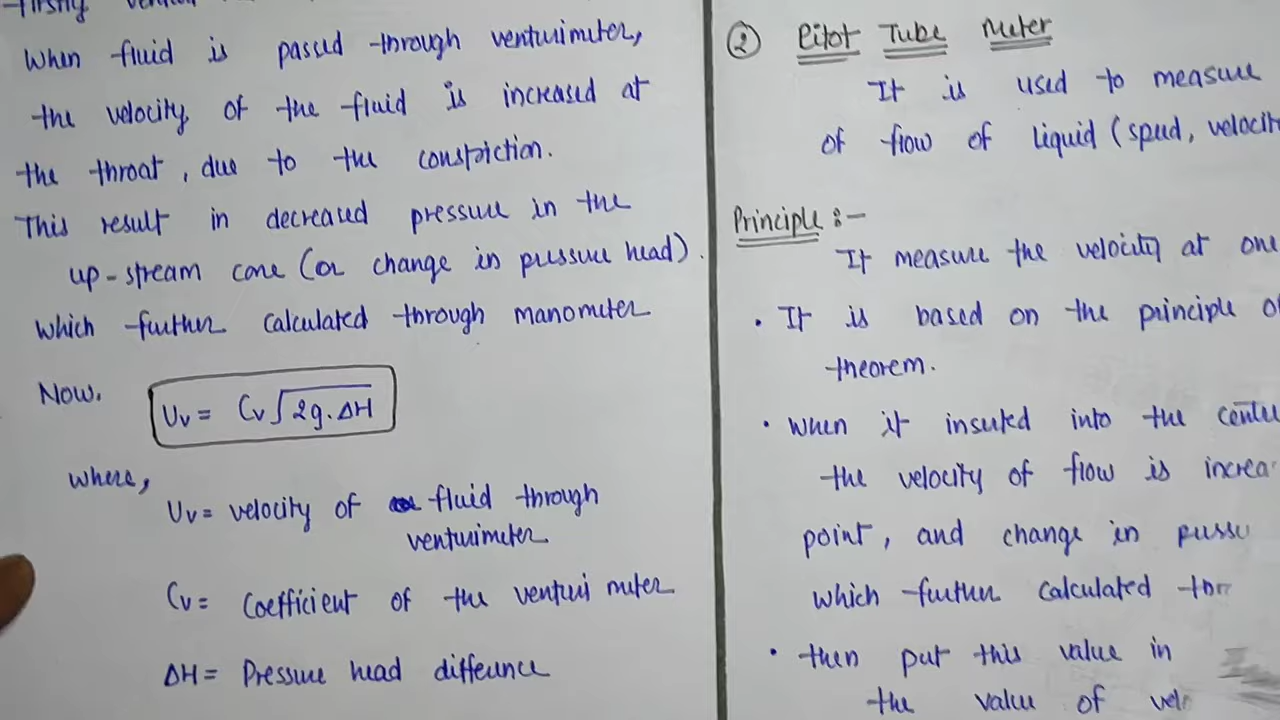 Firstly
When fluid is passed through venturimeter,
the velocity of the fluid is increased at
the throat, due to the constriction.
This result in decreased pressure in the
up-stream cone (or change in pressure head).
which further calculated through manometer
Now,
Uv = Cv√2g.ΔH
where,
Uv = velocity of fluid through
venturimeter
Cv = Coefficient of the venturi meter
ΔH = Pressure head difference
② Pitot Tube Meter
It is used to measure
of flow of liquid (speed, velocit
Principle :-
It measure the velocity at one
• It is based on the principle of
theorem.
• When it inserted into the cente
the velocity of flow is increa
point, and change in pressu
which further calculated
• then put this value in
the value of velo